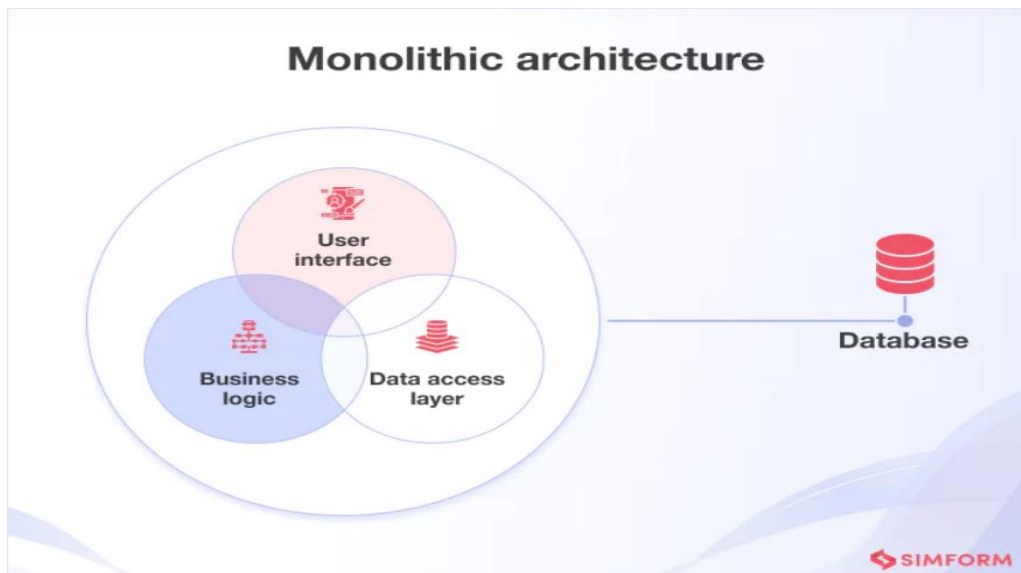 Monolithic architecture
User
interface
Business
logic
Data access
layer
Database
SIMFORM